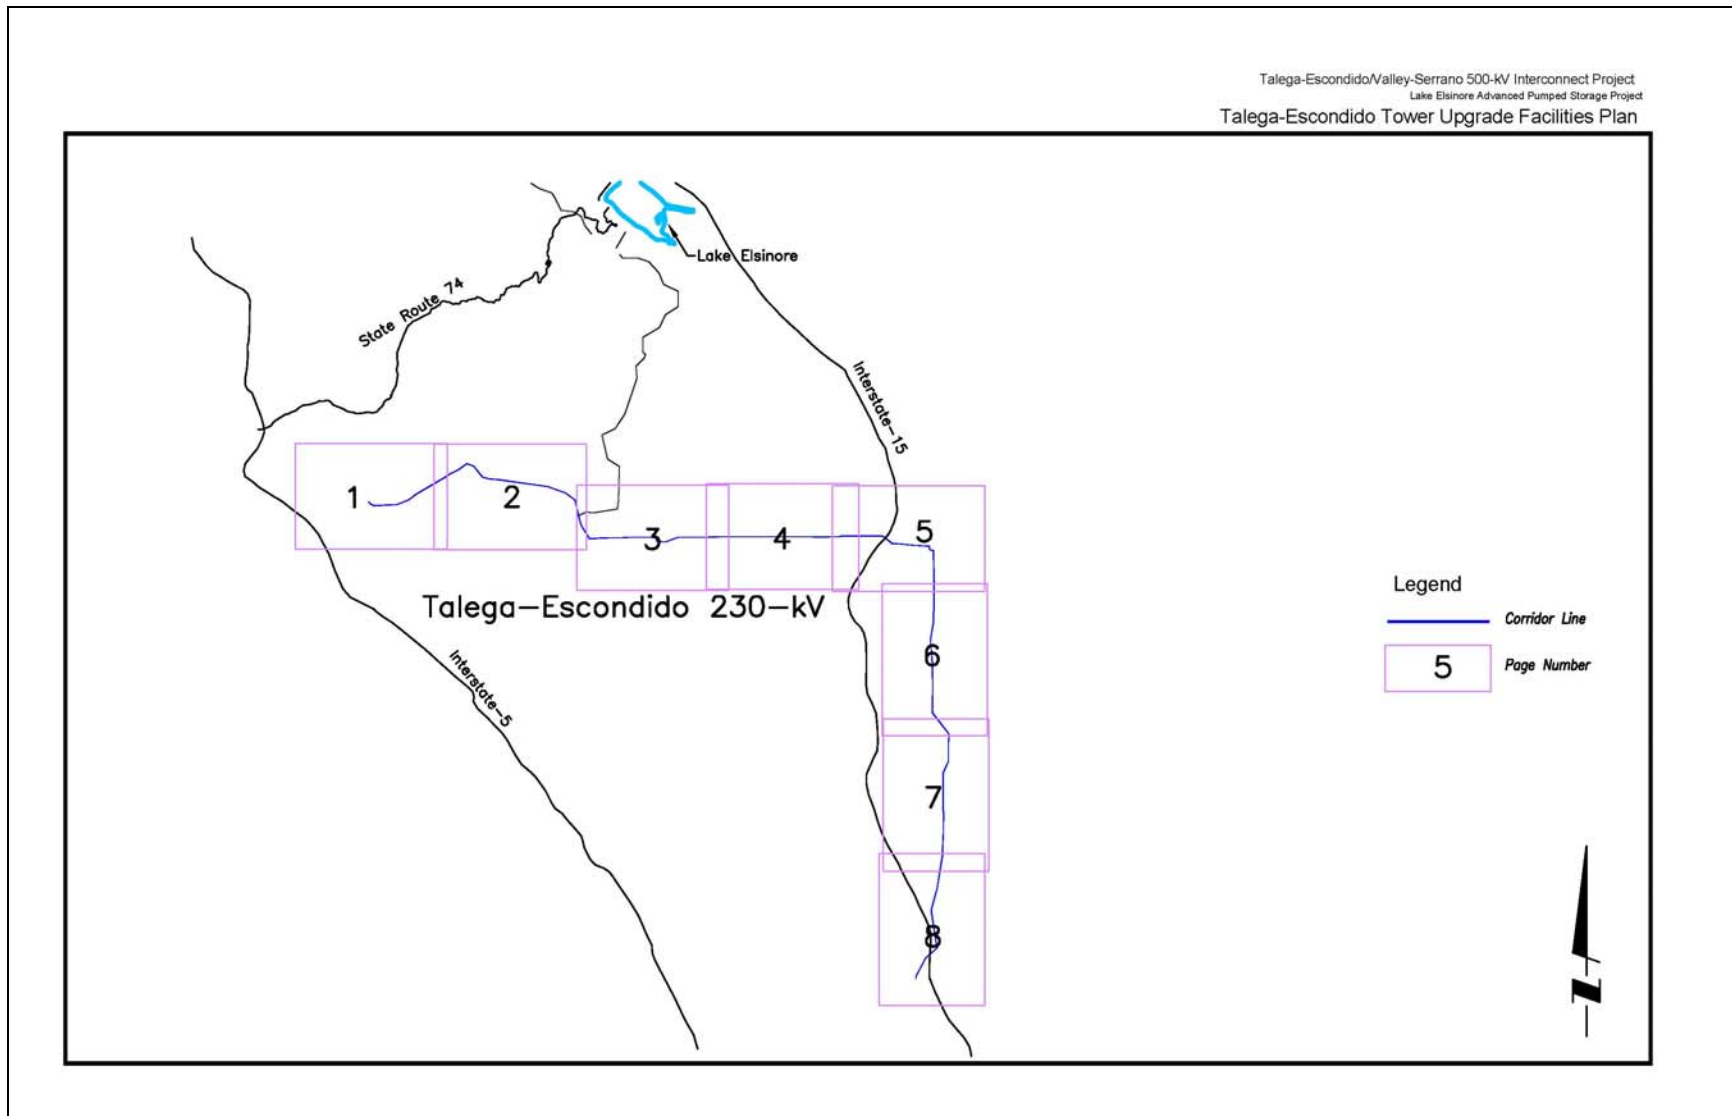 Talega-Escondido/Valley-Serrano 500-kV Interconnect Project
Lake Elsinore Advanced Pumped Storage Project
Talega-Escondido Tower Upgrade Facilities Plan
Lake Elsinore
State Route 74
Interstate-15
1
2
3
4
5
Talega-Escondido 230-kV
6
Interstate-5
7
8
Legend
Corridor Line
5
Page Number
N